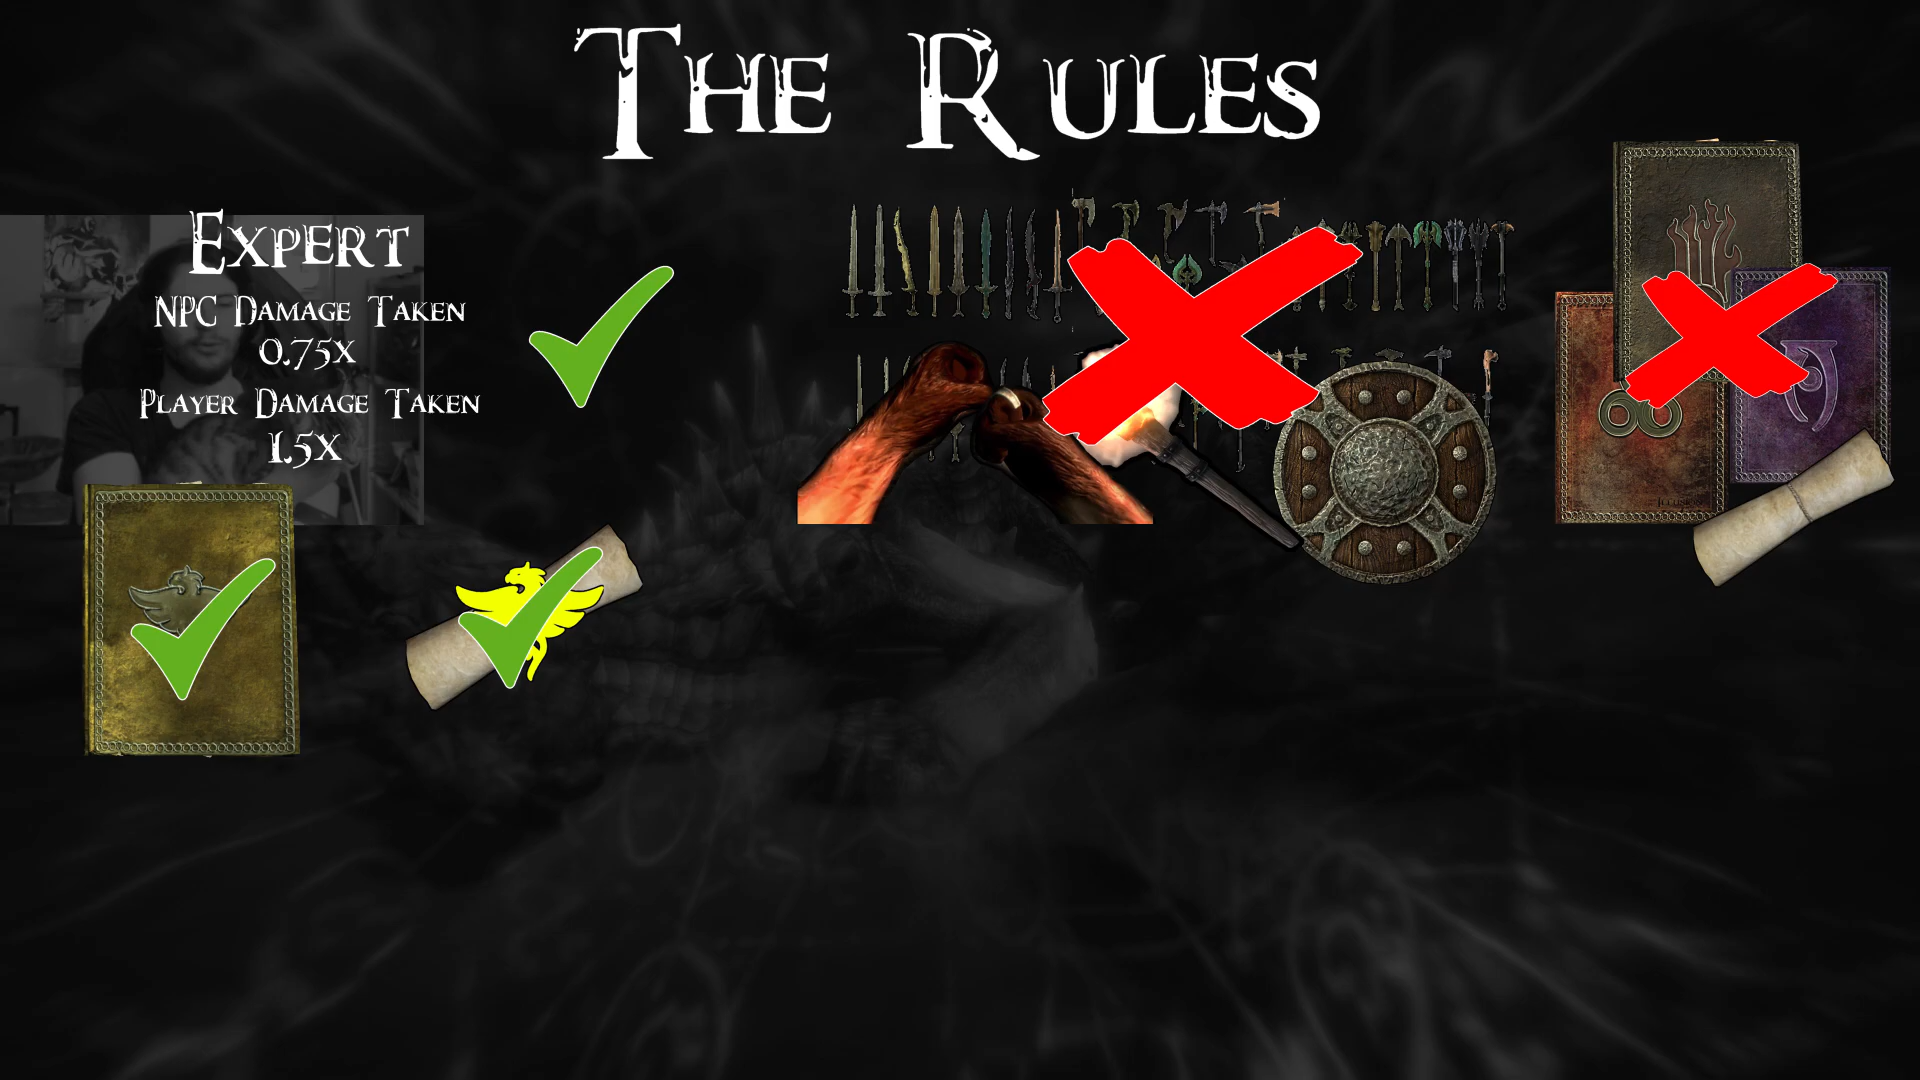 The Rules
Expert
NPC Damage Taken
0.75x
Player Damage Taken
1.5x